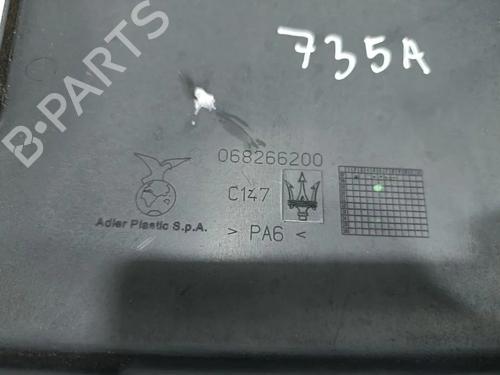 735A
B-PARTS
068266200
C147
Adler Plastic S.p.A.
> PA6 <